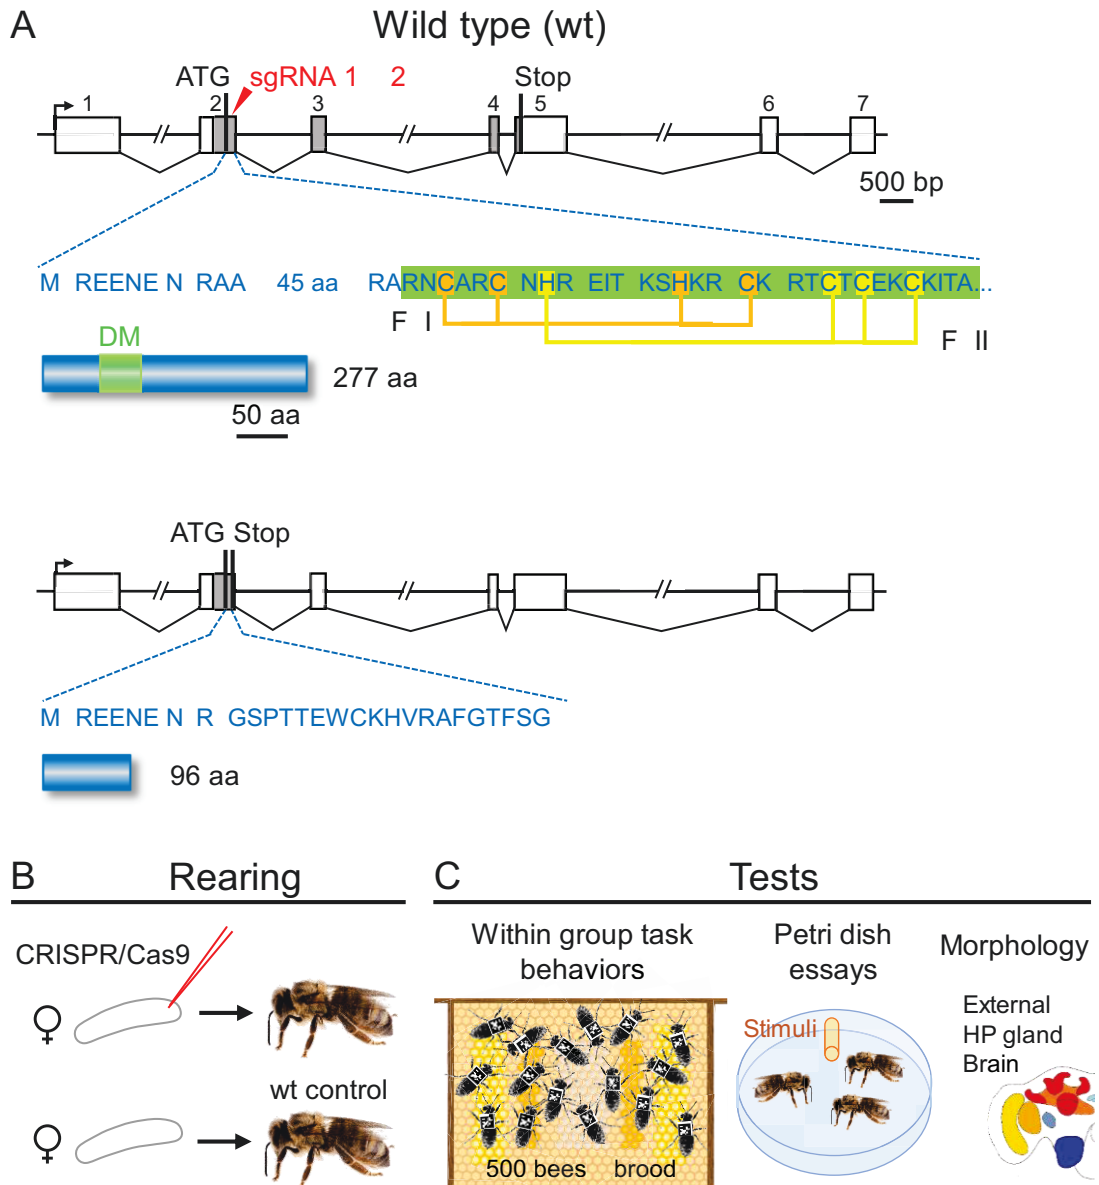 A
Wild type (wt)
ATG sgRNA 1 2 Stop
1 2 3 4 5 6 7
500 bp
M REENE N RAA 45 aa RARNCARC NHR EIT KSHKR CK RTCTCEKCKITA...
F I
F II
DM
277 aa
50 aa
ATG Stop
M REENE N R GSPTTEWCKHVRAFGTFSG
96 aa
B Rearing
CRISPR/Cas9
♀
wt control
♀
C Tests
Within group task
behaviors
500 bees brood
Petri dish
essays
Stimuli
Morphology
External
HP gland
Brain